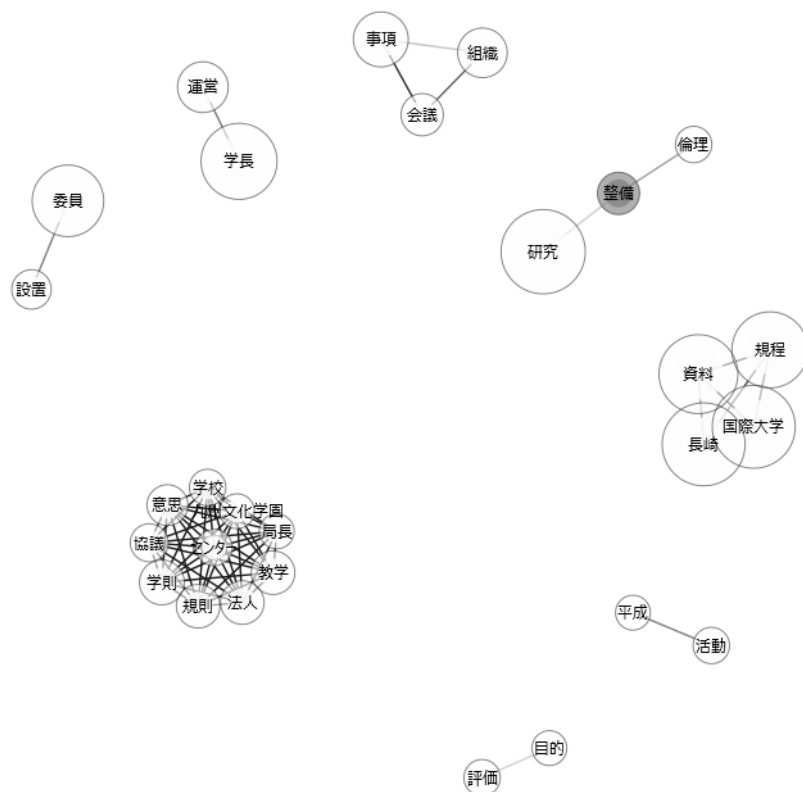 事項
組織
運営
会議
倫理
学長
整備
委員
研究
設置
規程
資料
国際大学
長崎
学校
意思
文化学園
局長
協議
センター
教学
学則
法人
規則
平成
活動
目的
評価